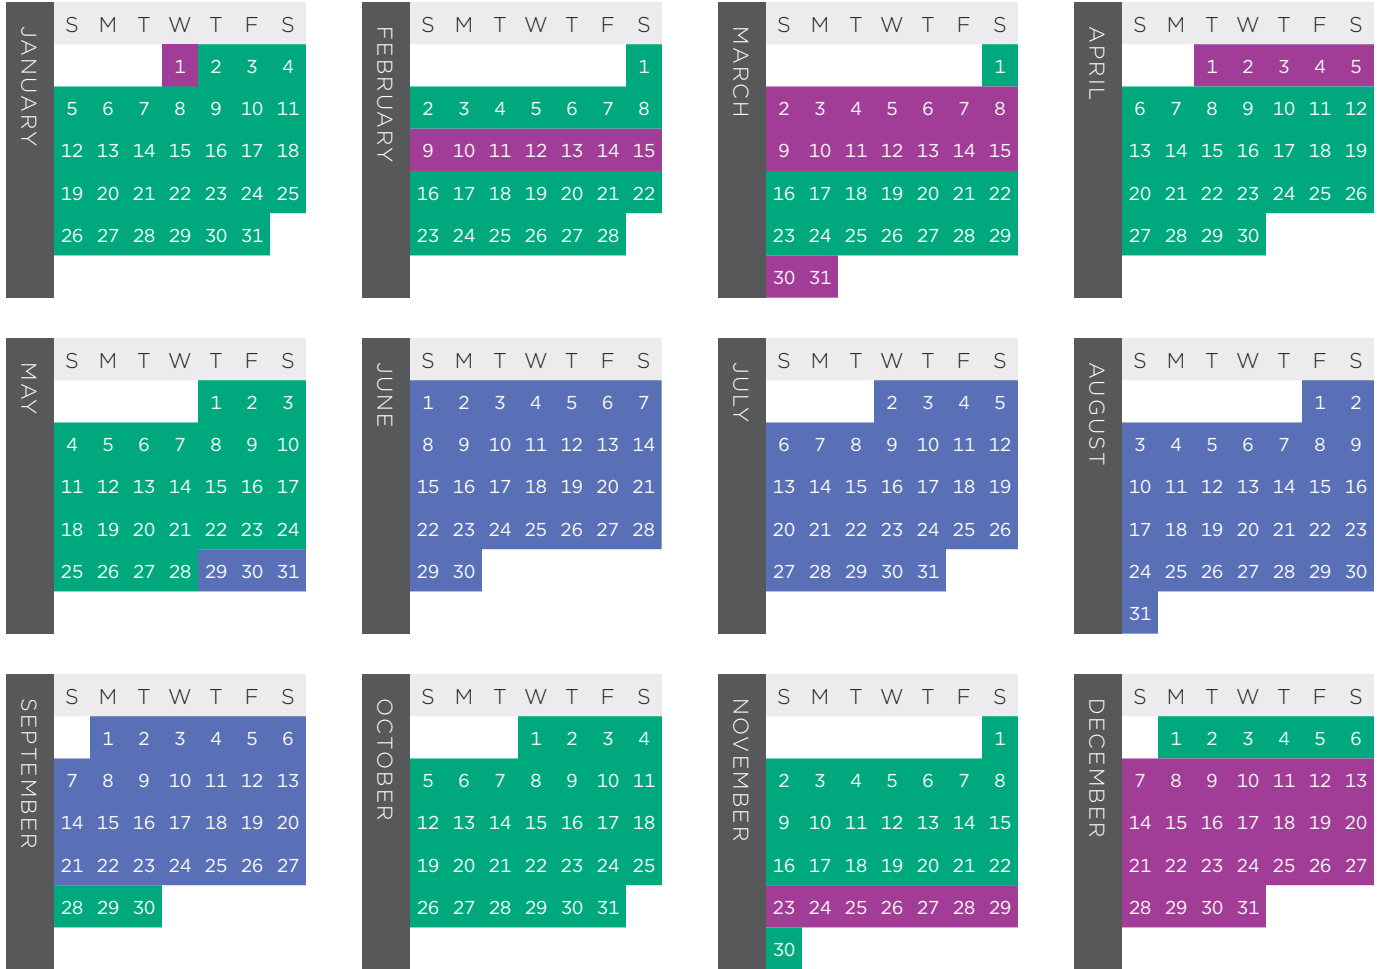 JANUARY
S M T W T F S
1 2 3 4
5 6 7 8 9 10 11
12 13 14 15 16 17 18
19 20 21 22 23 24 25
26 27 28 29 30 31
FEBRUARY
S M T W T F S
1
2 3 4 5 6 7 8
9 10 11 12 13 14 15
16 17 18 19 20 21 22
23 24 25 26 27 28
MARCH
S M T W T F S
1
2 3 4 5 6 7 8
9 10 11 12 13 14 15
16 17 18 19 20 21 22
23 24 25 26 27 28 29
30 31
APRIL
S M T W T F S
1 2 3 4 5
6 7 8 9 10 11 12
13 14 15 16 17 18 19
20 21 22 23 24 25 26
27 28 29 30
MAY
S M T W T F S
1 2 3
4 5 6 7 8 9 10
11 12 13 14 15 16 17
18 19 20 21 22 23 24
25 26 27 28 29 30 31
JUNE
S M T W T F S
1 2 3 4 5 6 7
8 9 10 11 12 13 14
15 16 17 18 19 20 21
22 23 24 25 26 27 28
29 30
JULY
S M T W T F S
2 3 4 5
6 7 8 9 10 11 12
13 14 15 16 17 18 19
20 21 22 23 24 25 26
27 28 29 30 31
AUGUST
S M T W T F S
1 2
3 4 5 6 7 8 9
10 11 12 13 14 15 16
17 18 19 20 21 22 23
24 25 26 27 28 29 30
31
SEPTEMBER
S M T W T F S
1 2 3 4 5 6
7 8 9 10 11 12 13
14 15 16 17 18 19 20
21 22 23 24 25 26 27
28 29 30
OCTOBER
S M T W T F S
1 2 3 4
5 6 7 8 9 10 11
12 13 14 15 16 17 18
19 20 21 22 23 24 25
26 27 28 29 30 31
NOVEMBER
S M T W T F S
1
2 3 4 5 6 7 8
9 10 11 12 13 14 15
16 17 18 19 20 21 22
23 24 25 26 27 28 29
30
DECEMBER
S M T W T F S
1 2 3 4 5 6
7 8 9 10 11 12 13
14 15 16 17 18 19 20
21 22 23 24 25 26 27
28 29 30 31